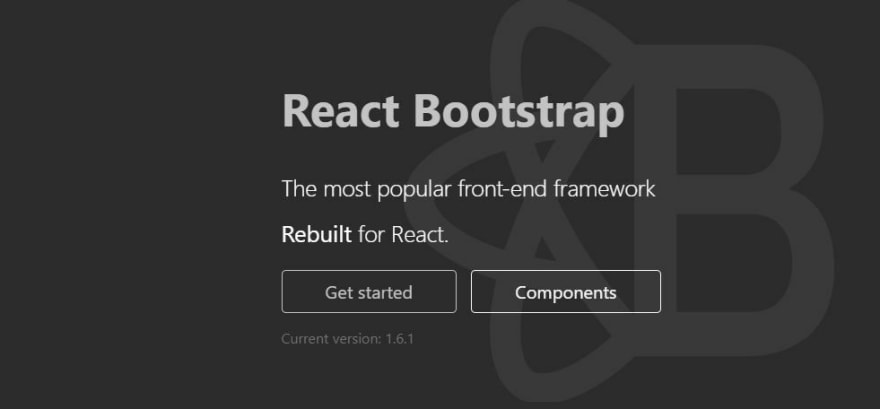 React Bootstrap
The most popular front-end framework
Rebuilt for React.
Get started Components
Current version: 1.6.1